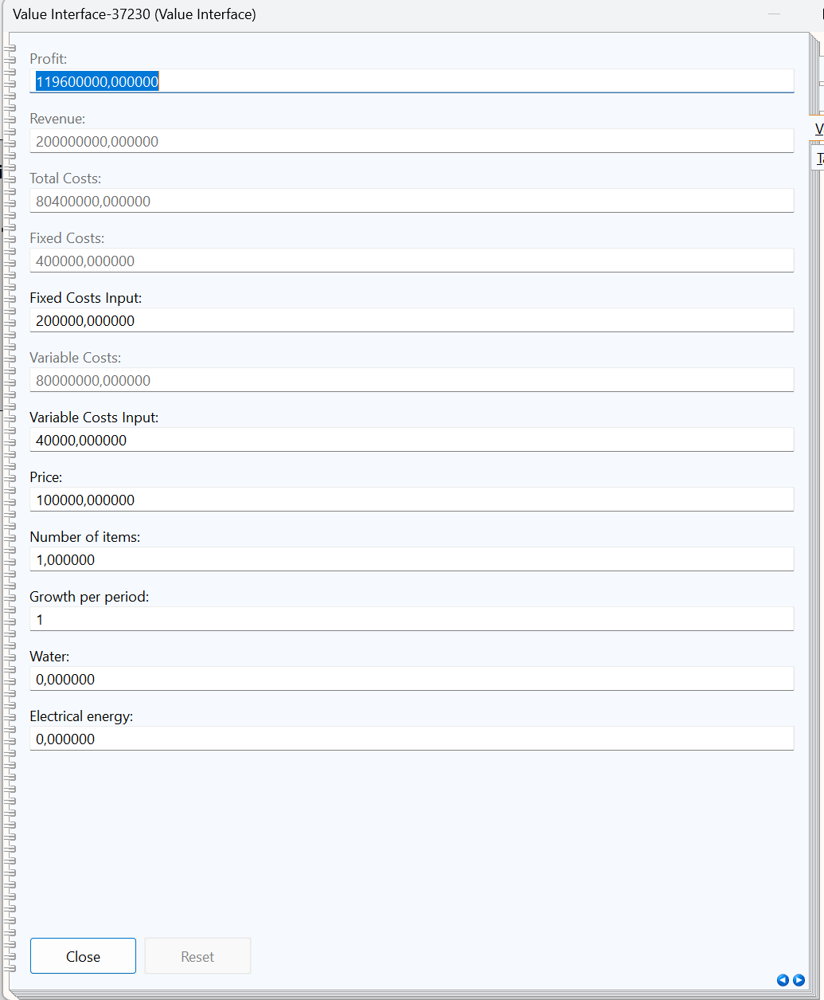 Value Interface-37230 (Value Interface)
Profit:
119600000,000000
Revenue:
200000000,000000
Total Costs:
80400000,000000
Fixed Costs:
400000,000000
Fixed Costs Input:
200000,000000
Variable Costs:
80000000,000000
Variable Costs Input:
40000,000000
Price:
100000,000000
Number of items:
1,000000
Growth per period:
1
Water:
0,000000
Electrical energy:
0,000000
Close Reset